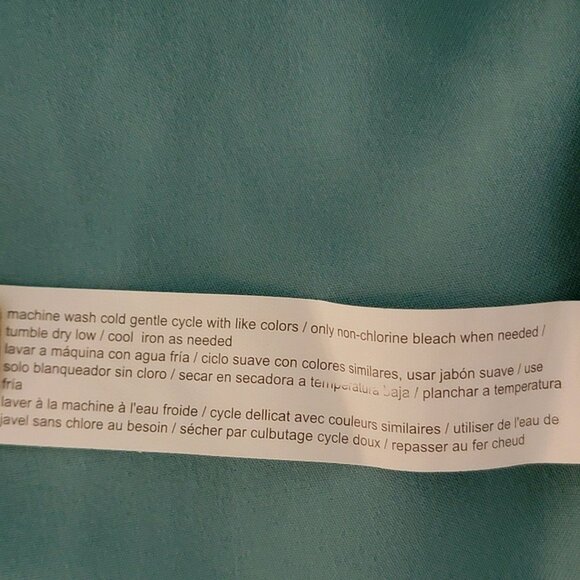 machine wash cold gentle cycle with like colors / only non-chlorine bleach when needed /
tumble dry low / cool iron as needed
lavar a máquina con agua fría / ciclo suave con colores similares, usar jabón suave / use
solo blanqueador sin cloro / secar en secadora a temperatura baja / planchar a temperatura
fría
laver à la machine à l'eau froide / cycle dellicat avec couleurs similaires / utiliser de l'eau de
javel sans chlore au besoin / sécher par culbutage cycle doux / repasser au fer cheud